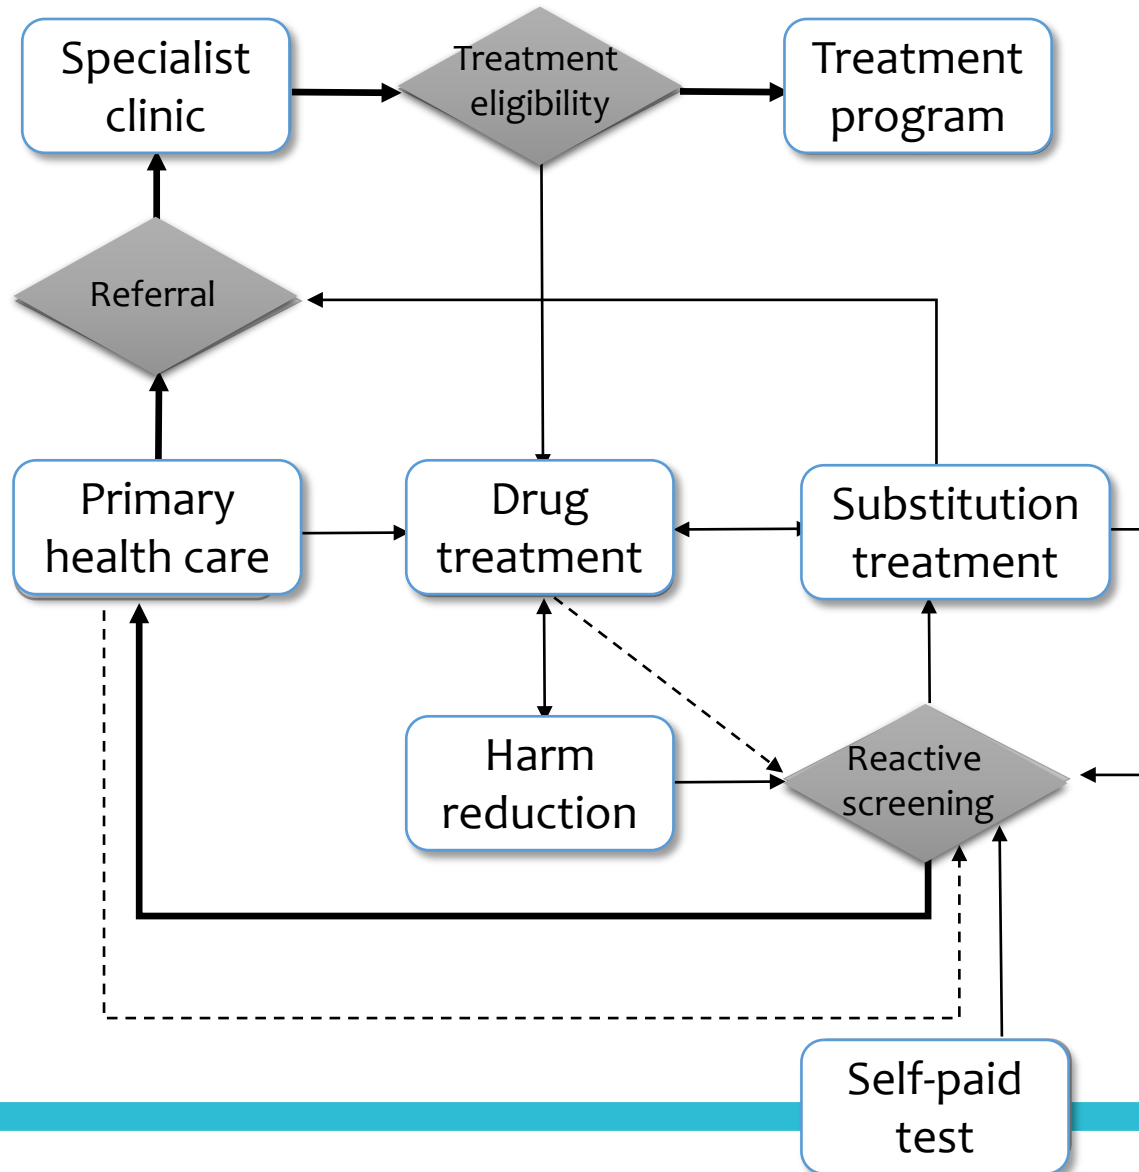 Specialist
clinic
Treatment
eligibility
Treatment
program
Referral
Primary
health care
Drug
treatment
Substitution
treatment
Harm
reduction
Reactive
screening
Self-paid
test